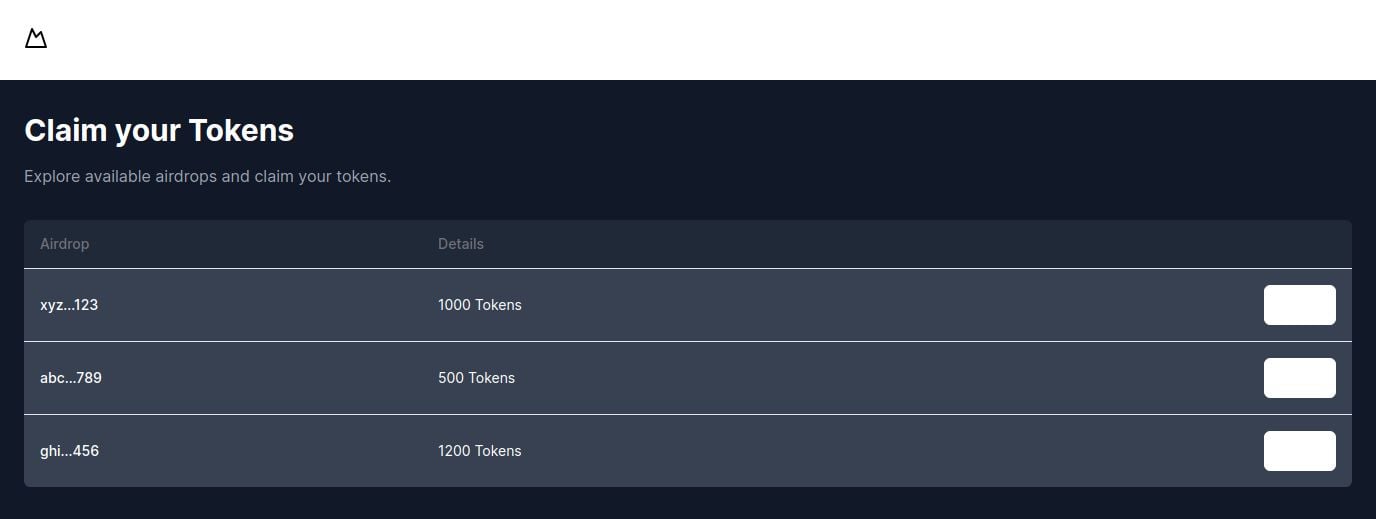 Claim your Tokens
Explore available airdrops and claim your tokens.
Airdrop Details
xyz...123 1000 Tokens
abc...789 500 Tokens
ghi...456 1200 Tokens